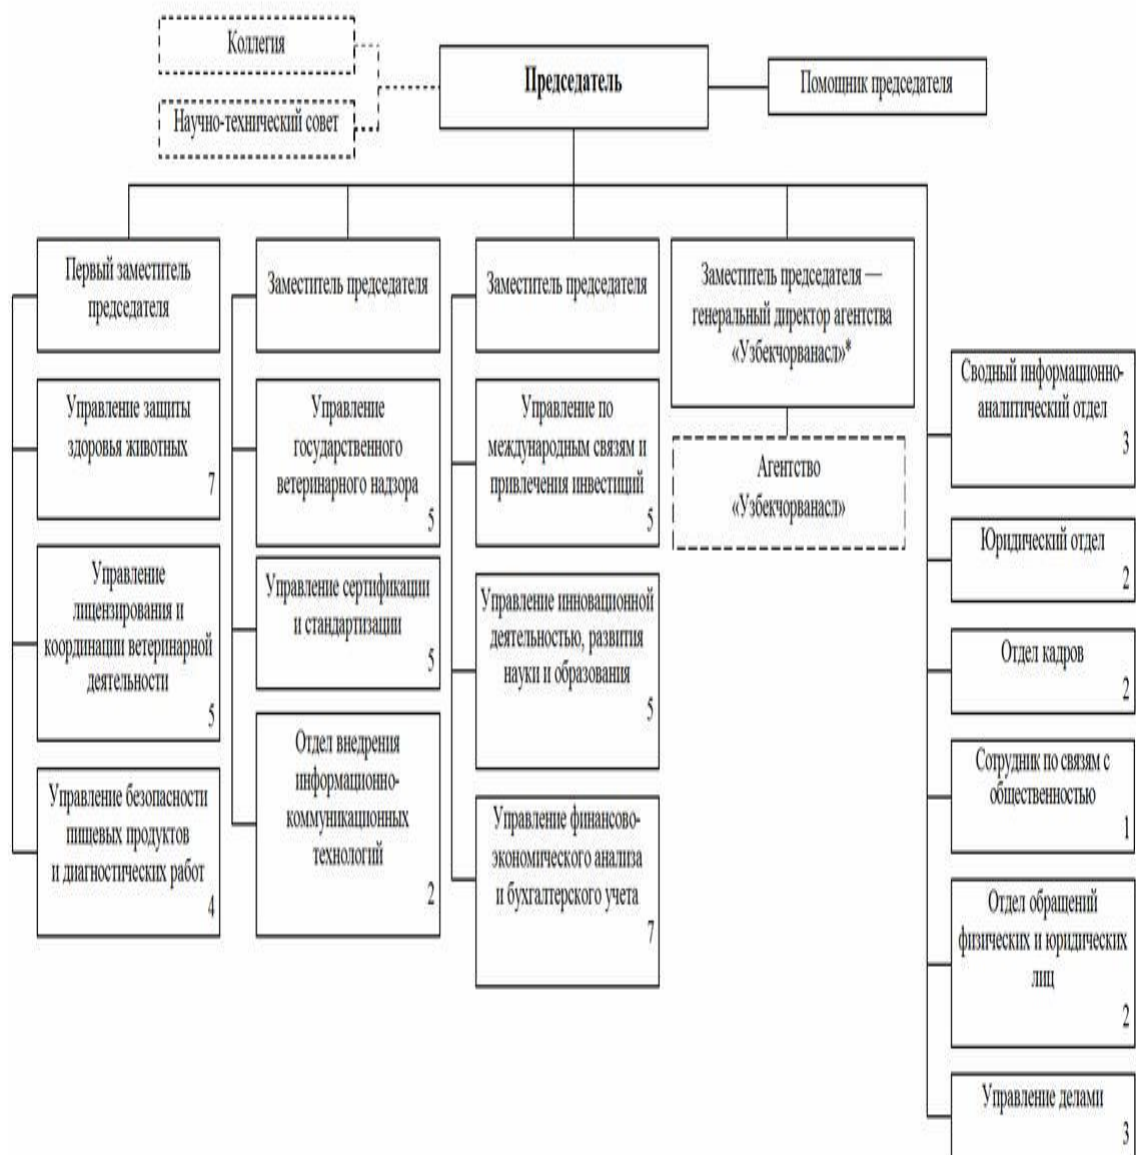 Коллегия
Научно-технический совет
Председатель
Помощник председателя
Первый заместитель
председателя
Управление защиты
здоровья животных
7
Управление
лицензирования и
координации ветеринарной
деятельности
5
Управление безопасности
пищевых продуктов
и диагностических работ
4
Заместитель председателя
Управление
государственного
ветеринарного надзора
5
Управление сертификации
и стандартизации
5
Отдел внедрения
информационно-
коммуникационных
технологий
2
Заместитель председателя
Управление по
международным связям и
привлечения инвестиций
5
Управление инновационной
деятельностью, развития
науки и образования
5
Управление финансово-
экономического анализа
и бухгалтерского учета
7
Заместитель председателя —
генеральный директор агентства
«Узбекчорванасл»*
Агентство
«Узбекчорванасл»
Сводный информационно-
аналитический отдел
3
Юридический отдел
2
Отдел кадров
2
Сотрудник по связям с
общественностью
1
Отдел обращений
физических и юридических
лиц
2
Управление делами
3